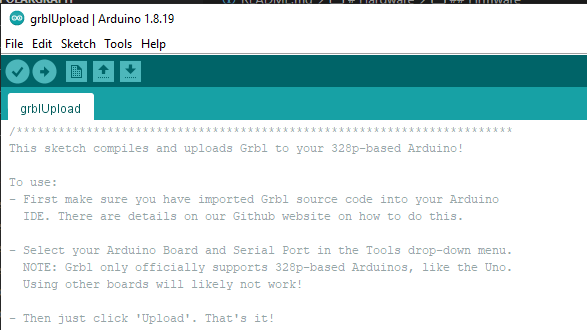 grblUpload | Arduino 1.8.19
File Edit Sketch Tools Help
grblUpload
/***********************************************************************
This sketch compiles and uploads Grbl to your 328p-based Arduino!
To use:
- First make sure you have imported Grbl source code into your Arduino
IDE. There are details on our Github website on how to do this.
- Select your Arduino Board and Serial Port in the Tools drop-down menu.
NOTE: Grbl only officially supports 328p-based Arduinos, like the Uno.
Using other boards will likely not work!
- Then just click 'Upload'. That's it!